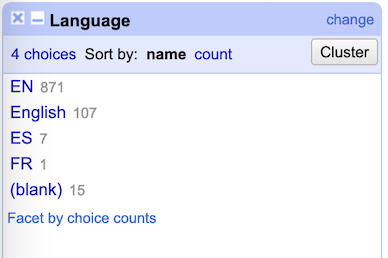 Language change
4 choices Sort by: name count Cluster
EN 871
English 107
ES 7
FR 1
(blank) 15
Facet by choice counts